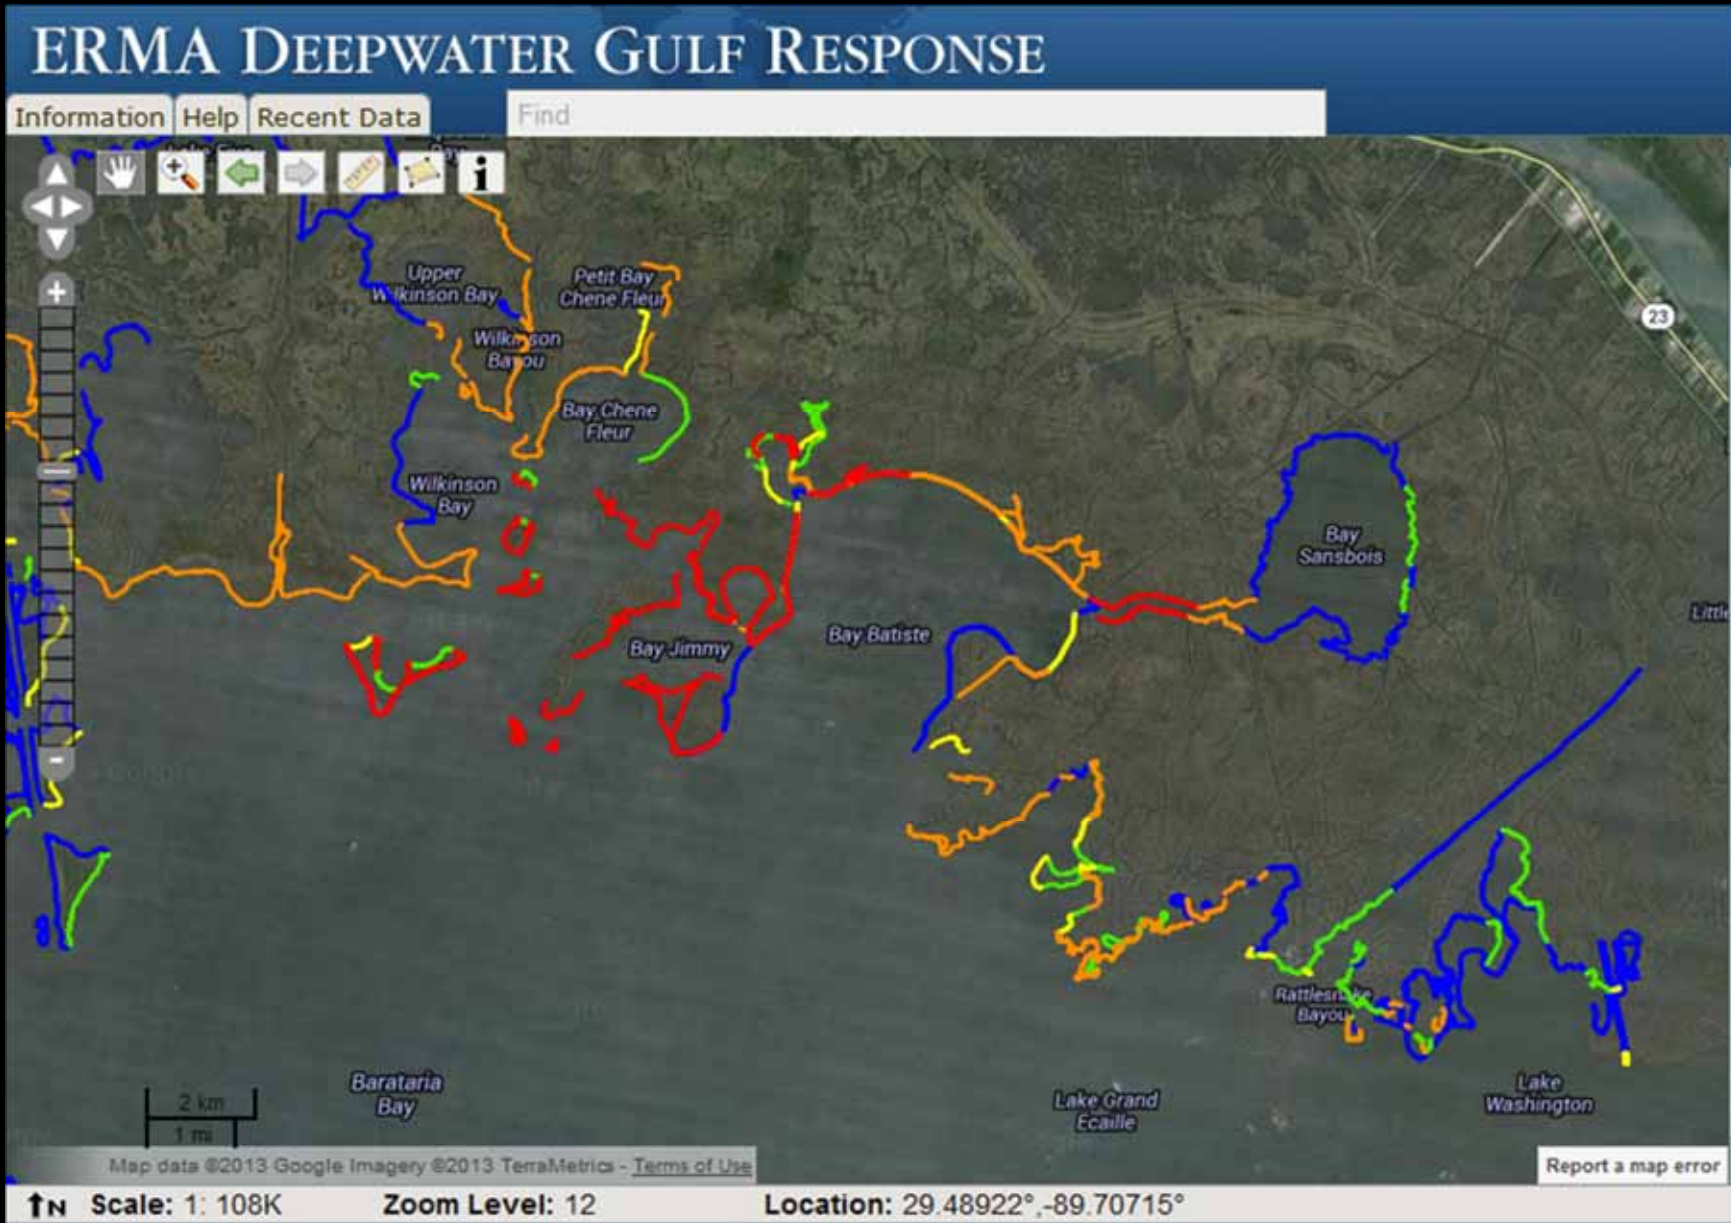 ERMA DEEPWATER GULF RESPONSE
Information Help Recent Data Find
Bay
i
Upper
Wilkinson Bay
Petit Bay
Chene Fleur
23
Wilkinson
Bayou
Bay Chene
Fleur
Wilkinson
Bay
Bay
Sansbois
Little
Bay Jimmy
Bay Batiste
Rattlesnake
Bayou
Barataria
Bay
Lake Grand
Ecaille
Lake
Washington
2 km
1 mi
Map data ©2013 Google Imagery ©2013 TerraMetrics - Terms of Use
Report a map error
N Scale: 1: 108K Zoom Level: 12 Location: 29.48922°,-89.70715°